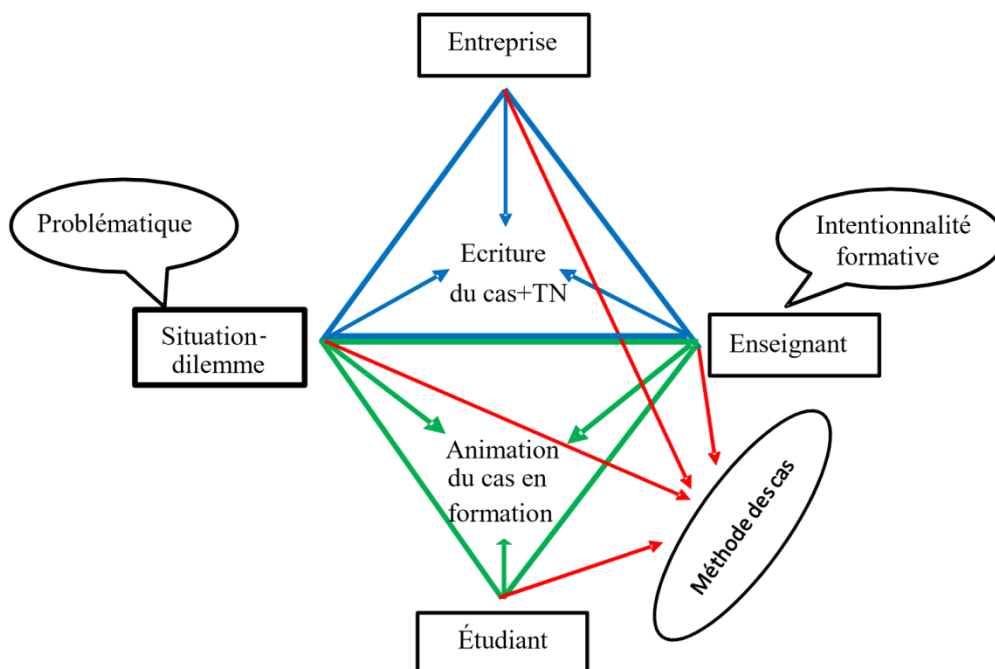 Entreprise
Problématique
Intentionnalité
formative
Ecriture
du cas+TN
Situation-
dilemme
Enseignant
Animation
du cas en
formation
Méthode des cas
Étudiant